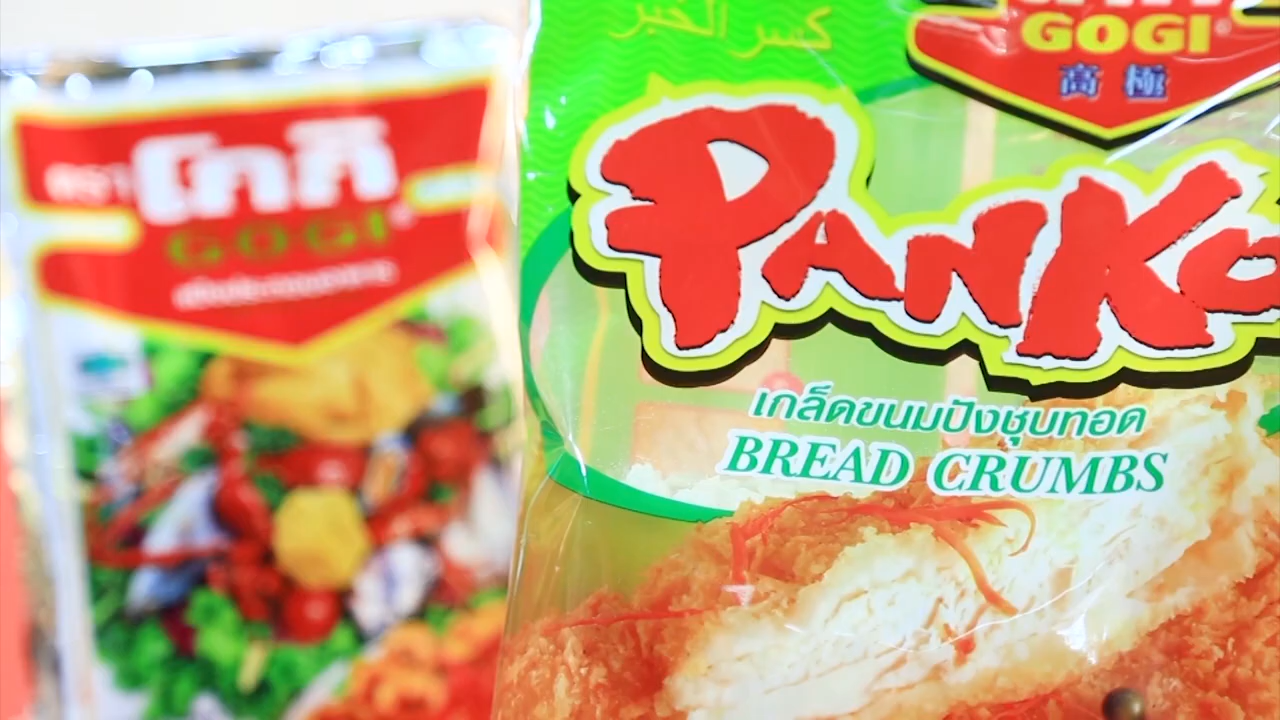 ตรา โกกิ
GOGI
كسر الخبر
GOGI
高極
PANKO
เกล็ดขนมปังชุบทอด
BREAD CRUMBS